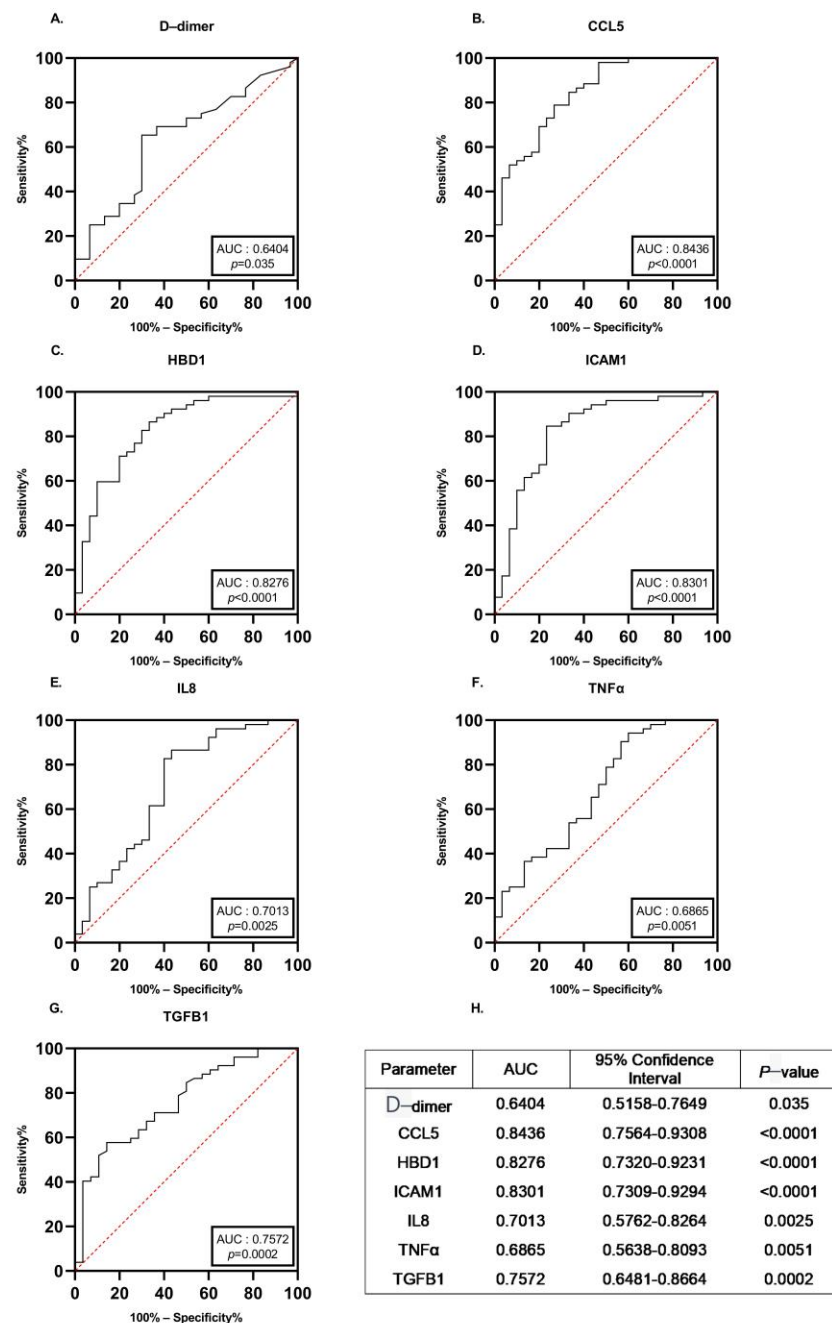 A.
D–dimer
100
80
60
40
20
0
Sensitivity%
0 20 40 60 80 100
100% – Specificity%
AUC : 0.6404
p=0.035
B.
CCL5
100
80
60
40
20
0
Sensitivity%
0 20 40 60 80 100
100% – Specificity%
AUC : 0.8436
p<0.0001
C.
HBD1
100
80
60
40
20
0
Sensitivity%
0 20 40 60 80 100
100% – Specificity%
AUC : 0.8276
p<0.0001
D.
ICAM1
100
80
60
40
20
0
Sensitivity%
0 20 40 60 80 100
100% – Specificity%
AUC : 0.8301
p<0.0001
E.
IL8
100
80
60
40
20
0
Sensitivity%
0 20 40 60 80 100
100% – Specificity%
AUC : 0.7013
p=0.0025
F.
TNFα
100
80
60
40
20
0
Sensitivity%
0 20 40 60 80 100
100% – Specificity%
AUC : 0.6865
p=0.0051
G.
TGFB1
100
80
60
40
20
0
Sensitivity%
0 20 40 60 80 100
100% – Specificity%
AUC : 0.7572
p=0.0002
H.
Parameter AUC 95% Confidence Interval P–value
D–dimer 0.6404 0.5158-0.7649 0.035
CCL5 0.8436 0.7564-0.9308 <0.0001
HBD1 0.8276 0.7320-0.9231 <0.0001
ICAM1 0.8301 0.7309-0.9294 <0.0001
IL8 0.7013 0.5762-0.8264 0.0025
TNFα 0.6865 0.5638-0.8093 0.0051
TGFB1 0.7572 0.6481-0.8664 0.0002